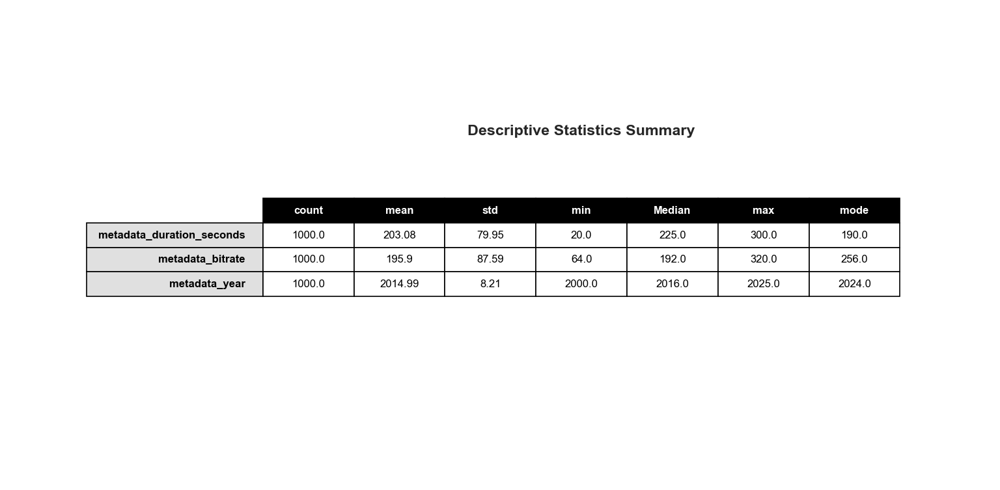 Descriptive Statistics Summary
count mean std min Median max mode
metadata_duration_seconds 1000.0 203.08 79.95 20.0 225.0 300.0 190.0
metadata_bitrate 1000.0 195.9 87.59 64.0 192.0 320.0 256.0
metadata_year 1000.0 2014.99 8.21 2000.0 2016.0 2025.0 2024.0